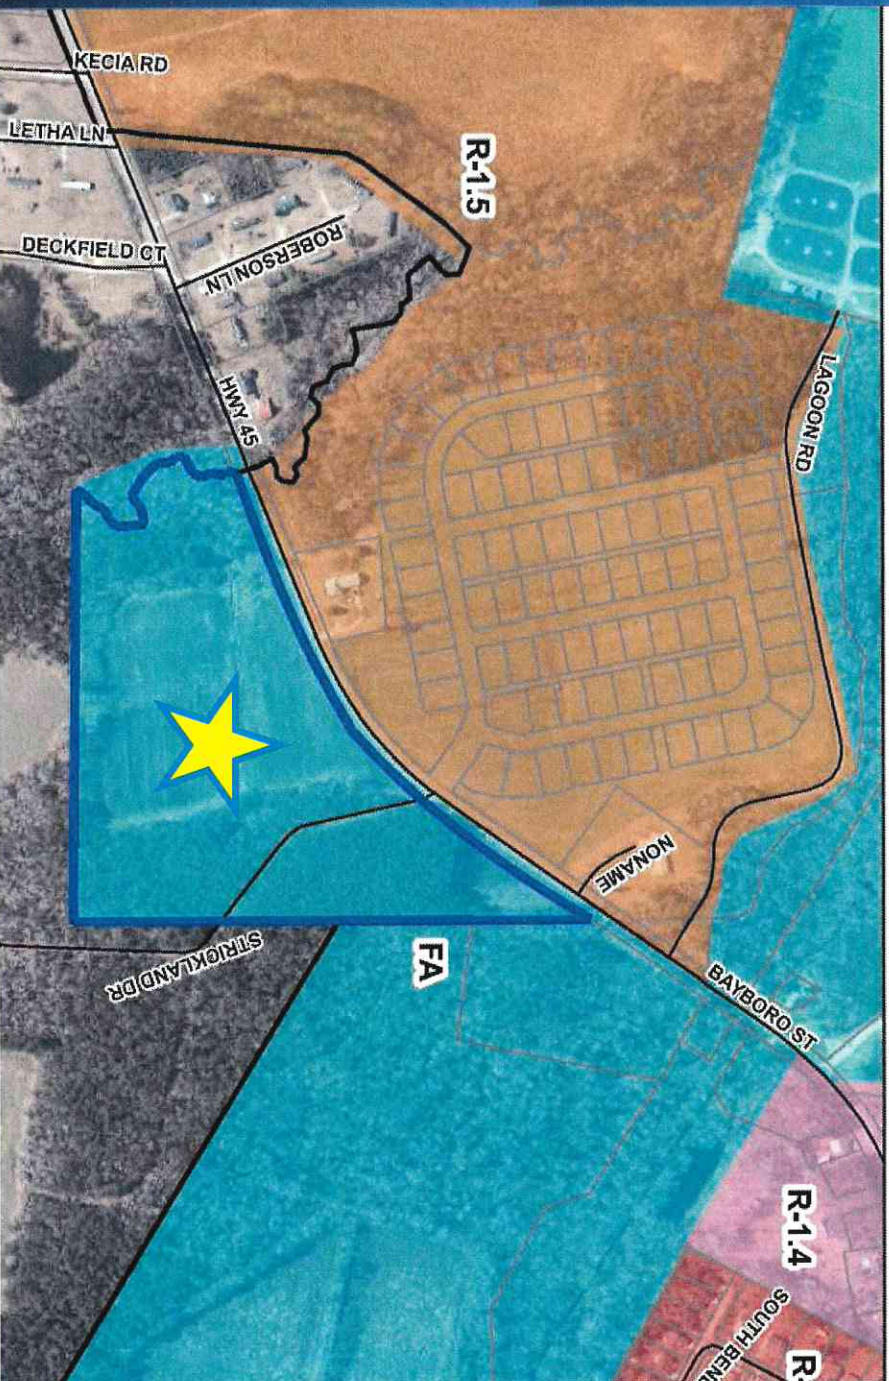 KECIA RD
LETHA LN
R-1.5
DECKFIELD CT
ROBERSON LN
LAGOON RD
HWY 45
NONAME
STRICKLAND DR
FA
BAYBORO ST
R-1.4
SOUTH BEND
R-